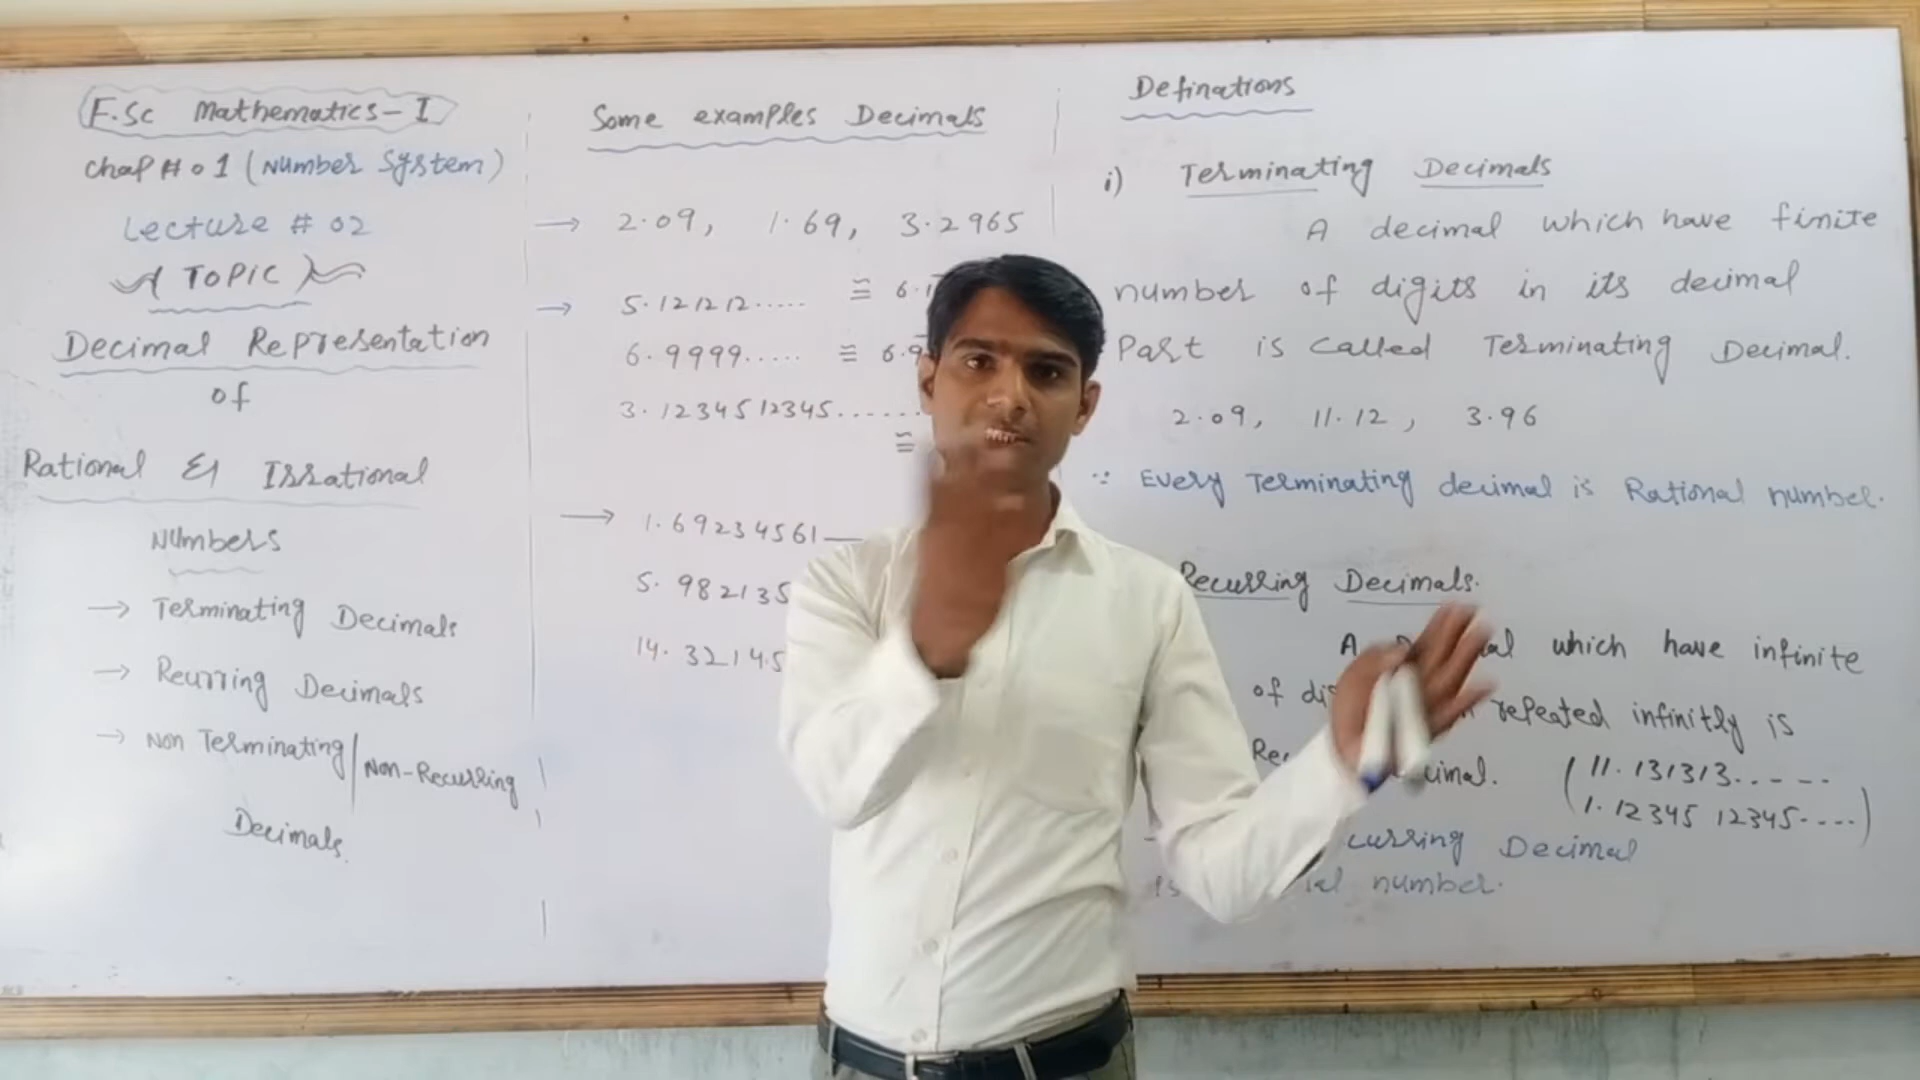 F.Sc Mathematics-I
Chap # 01 (Number System)
Lecture # 02
TOPIC
Decimal Representation
of
Rational & Irrational
Numbers
→ Terminating Decimals
→ Recurring Decimals
→ Non Terminating/Non-Recurring
Decimals.
Some examples Decimals
→ 2.09, 1.69, 3.2965
→ 5.121212..... ≅
6.9999..... ≅ 6.9
3.1234512345......
≅
→ 1.69234561
5.982135
14.32145
Definations
i) Terminating Decimals
A decimal which have finite
number of digits in its decimal
Part is called Terminating Decimal.
2.09, 11.12, 3.96
∵ Every Terminating decimal is Rational number.
Recurring Decimals.
A which have infinite
of repeated infinitly is
(11.131313.....
1.12345 12345....)
Decimal
number.